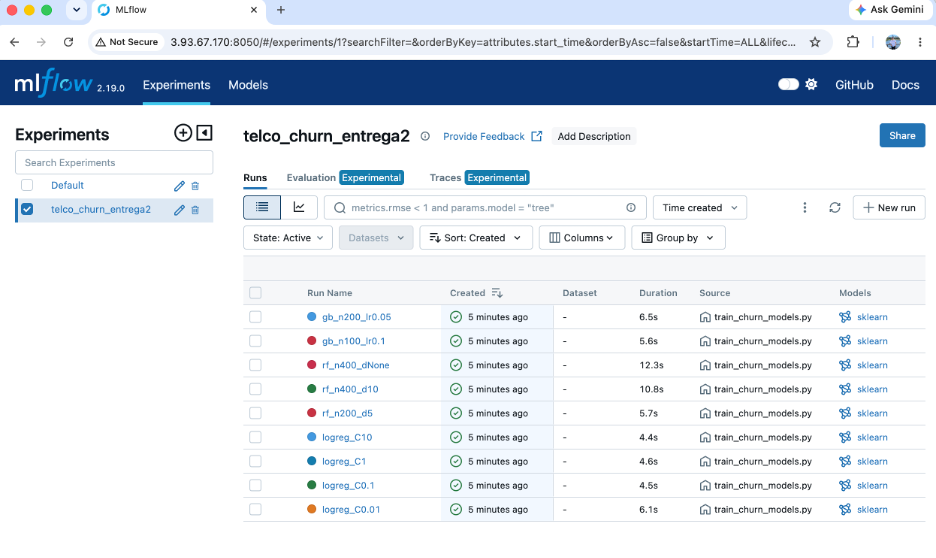 MLflow
Ask Gemini
Not Secure 3.93.67.170:8050/#/experiments/1?searchFilter=&orderByKey=attributes.start_time&orderByAsc=false&startTime=ALL&lifec...
mlflow 2.19.0 Experiments Models GitHub Docs
Experiments
Search Experiments
Default
telco_churn_entrega2
telco_churn_entrega2 Provide Feedback Add Description Share
Runs Evaluation Experimental Traces Experimental
metrics.rmse < 1 and params.model = "tree" Time created New run
State: Active Datasets Sort: Created Columns Group by
Run Name Created Dataset Duration Source Models
gb_n200_lr0.05 5 minutes ago - 6.5s train_churn_models.py sklearn
gb_n100_lr0.1 5 minutes ago - 5.6s train_churn_models.py sklearn
rf_n400_dNone 5 minutes ago - 12.3s train_churn_models.py sklearn
rf_n400_d10 5 minutes ago - 10.8s train_churn_models.py sklearn
rf_n200_d5 5 minutes ago - 5.7s train_churn_models.py sklearn
logreg_C10 5 minutes ago - 4.4s train_churn_models.py sklearn
logreg_C1 5 minutes ago - 4.6s train_churn_models.py sklearn
logreg_C0.1 5 minutes ago - 4.5s train_churn_models.py sklearn
logreg_C0.01 5 minutes ago - 6.1s train_churn_models.py sklearn